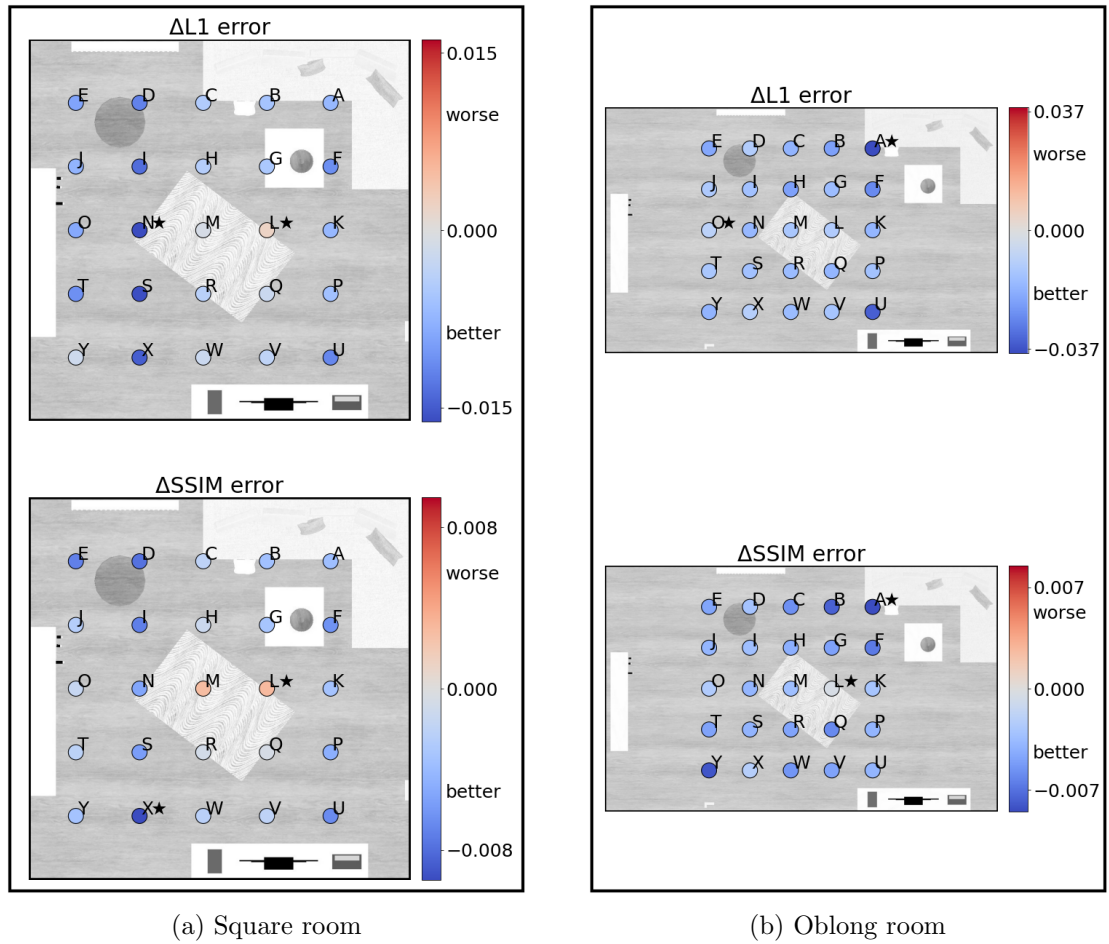 ΔL1 error
E D C B A
J I H G F
O N★ M L★ K
T S R Q P
Y X W V U
0.015
worse
0.000
better
−0.015
ΔSSIM error
E D C B A
J I H G F
O N M L★ K
T S R Q P
Y X★ W V U
0.008
worse
0.000
better
−0.008
(a) Square room
ΔL1 error
E D C B A★
J I H G F
O★ N M L K
T S R Q P
Y X W V U
0.037
worse
0.000
better
−0.037
ΔSSIM error
E D C B A★
J I H G F
O N M L★ K
T S R Q P
Y X W V U
0.007
worse
0.000
better
−0.007
(b) Oblong room